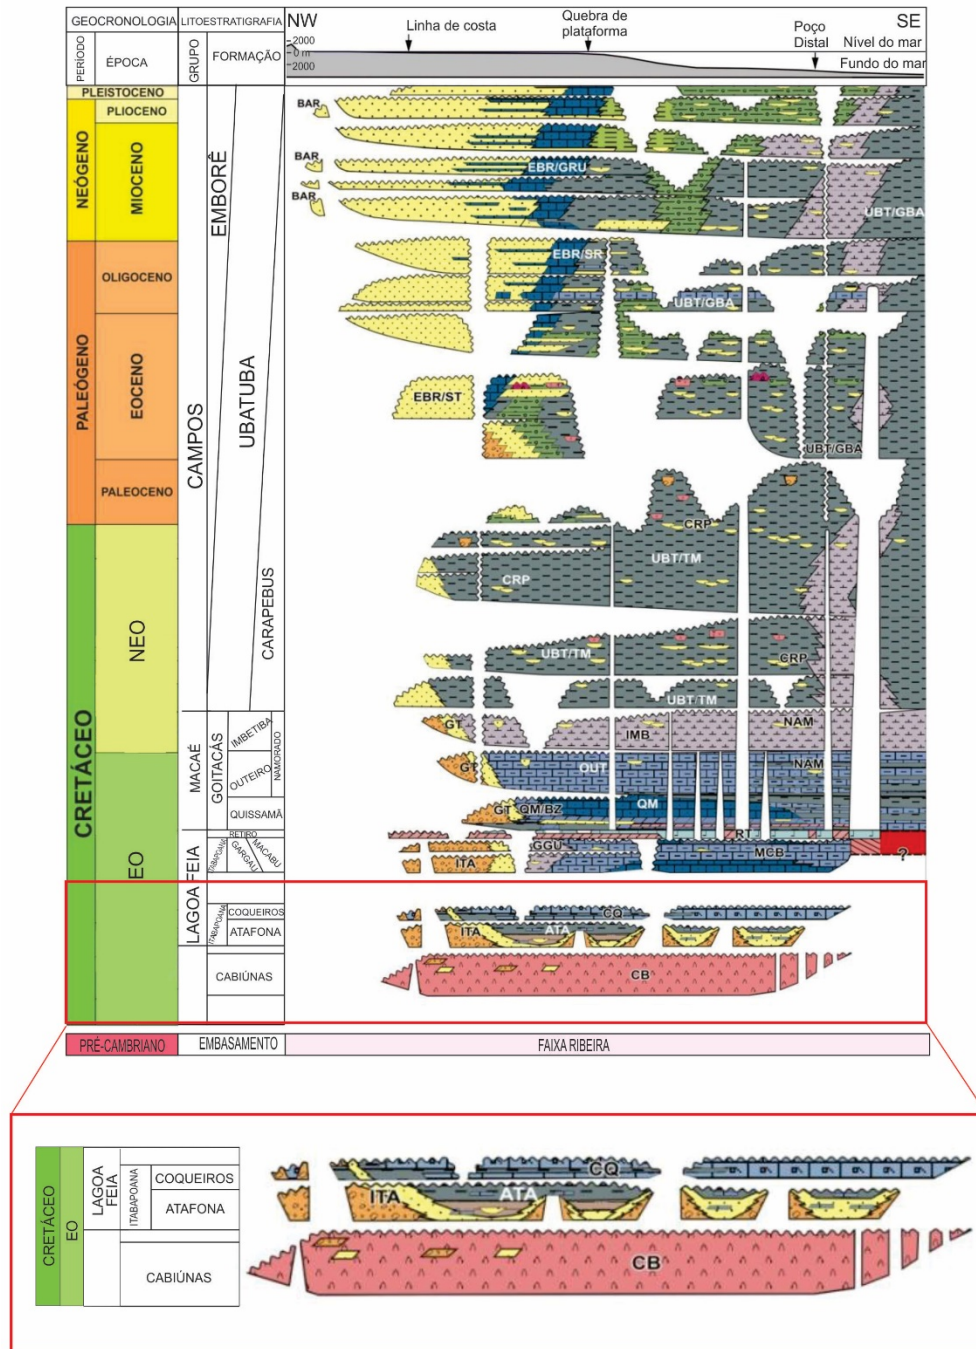 GEOCRONOLOGIA LITOESTRATIGRAFIA NW SE
PERÍODO ÉPOCA GRUPO FORMAÇÃO
Linha de costa
Quebra de
plataforma
Poço
Distal
Nível do mar
Fundo do mar
2000
0 m
2000
PLEISTOCENO
PLIOCENO
NEÓGENO
MIOCENO
PALEÓGENO
OLIGOCENO
EOCENO
PALEOCENO
CRETÁCEO
NEO
EO
CAMPOS
EMBORÊ
UBATUBA
CARAPEBUS
MACAÉ
GOITACÁS
IMBETIBA
OUTEIRO
NAMORADO
QUISSAMÃ
LAGOA FEIA
RETIRO
ITABAPOANA
GARGAÚ
MACABU
ITABAPOANA
COQUEIROS
ATAFONA
CABIÚNAS
BAR
BAR
EBR/GRU
BAR
UBT/GBA
EBR/SR
UBT/GBA
EBR/ST
UBT/GBA
CRP
UBT/TM
CRP
UBT/TM
CRP
UBT/TM
GT
IMB
NAM
GT
OUT
NAM
GT
QM/BZ
QM
RT
GGU
MCB
ITA
?
CQ
ITA
ATA
CB
PRÉ-CAMBRIANO EMBASAMENTO FAIXA RIBEIRA
CRETÁCEO
EO
LAGOA
FEIA
ITABAPOANA
COQUEIROS
ATAFONA
CABIÚNAS
CQ
ITA
ATA
CB